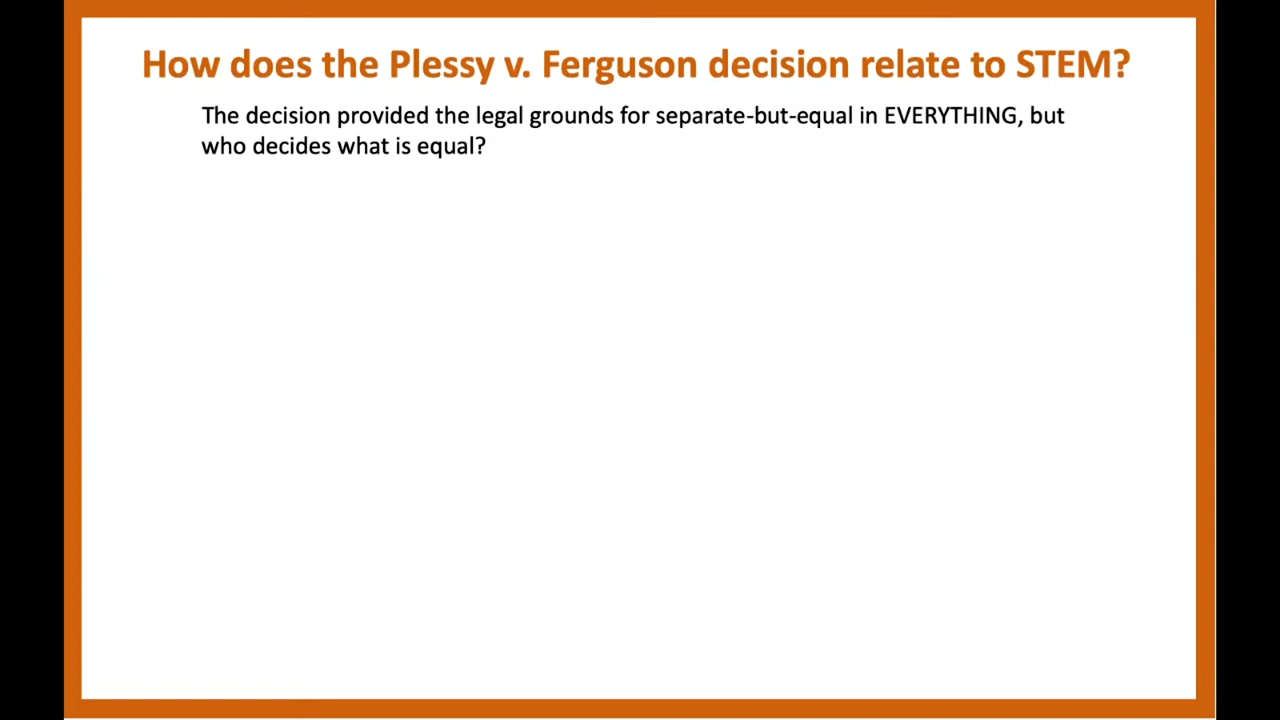 How does the Plessy v. Ferguson decision relate to STEM?
The decision provided the legal grounds for separate-but-equal in EVERYTHING, but
who decides what is equal?